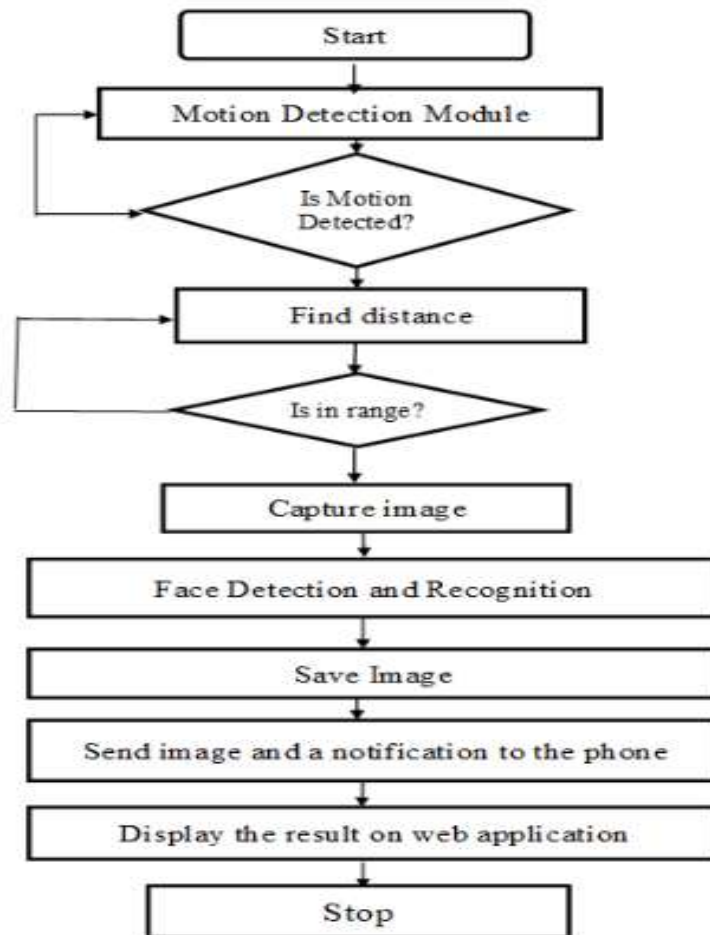 Start
Motion Detection Module
Is Motion
Detected?
Find distance
Is in range?
Capture image
Face Detection and Recognition
Save Image
Send image and a notification to the phone
Display the result on web application
Stop